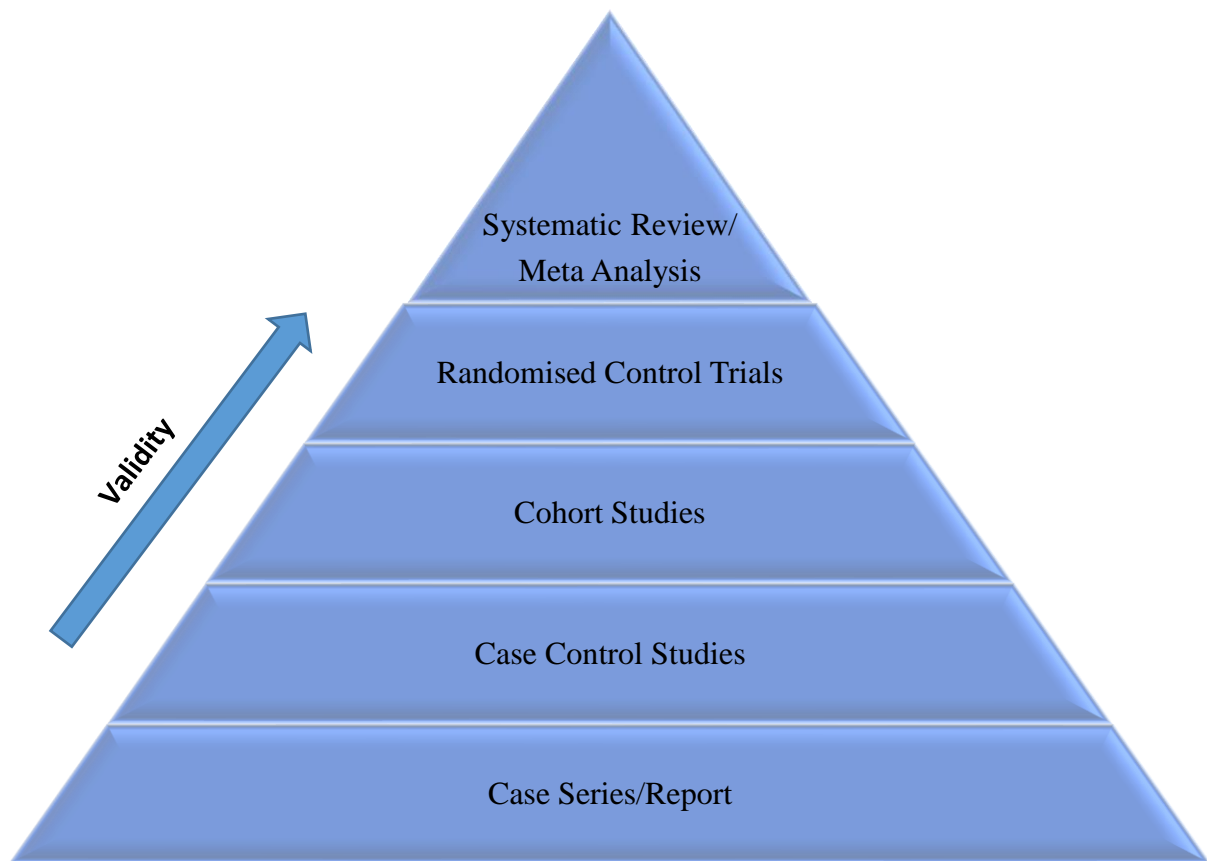 Systematic Review/
Meta Analysis
Randomised Control Trials
Validity
Cohort Studies
Case Control Studies
Case Series/Report